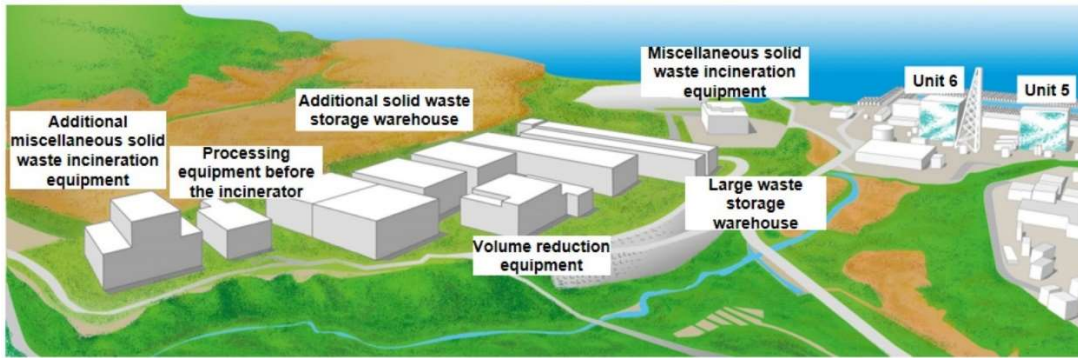 Miscellaneous solid
waste incineration
equipment
Unit 6
Unit 5
Additional solid waste
storage warehouse
Additional
miscellaneous solid
waste incineration
equipment
Processing
equipment before
the incinerator
Large waste
storage
warehouse
Volume reduction
equipment